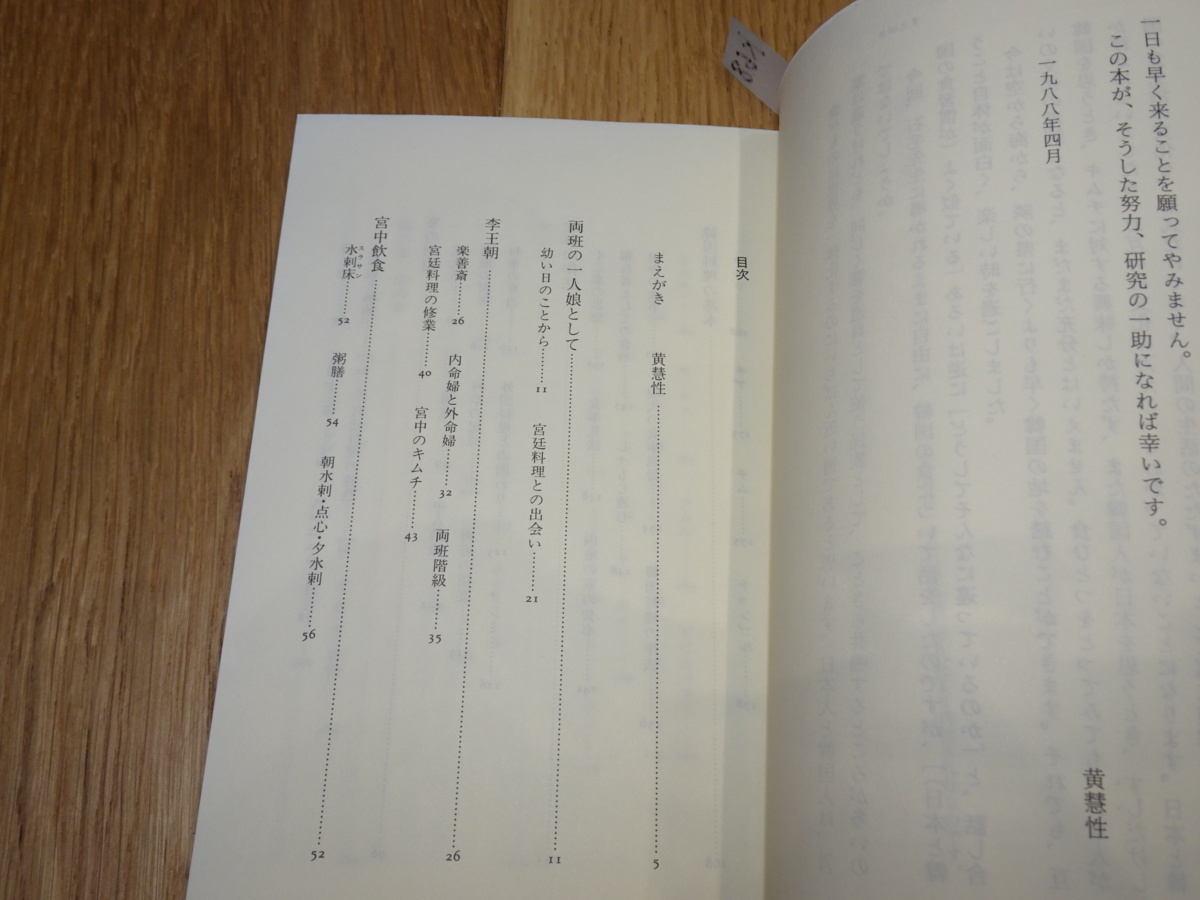 一日も早く来ることを願ってやみません。
この本が、そうした努力、研究の一助になれば幸いです。
一九八八年四月
黄慧性
目次
まえがき 黄慧性……5
両班の一人娘として……11
幼い日のことから……11 宮廷料理との出会い……21
李王朝……26
楽善斎……26 内命婦と外命婦……32 両班階級……35
宮廷料理の修業……40 宮中のキムチ……43
宮中飲食……52
水剌床……52 粥膳……54 朝水剌・点心・夕水剌……56
スラサン